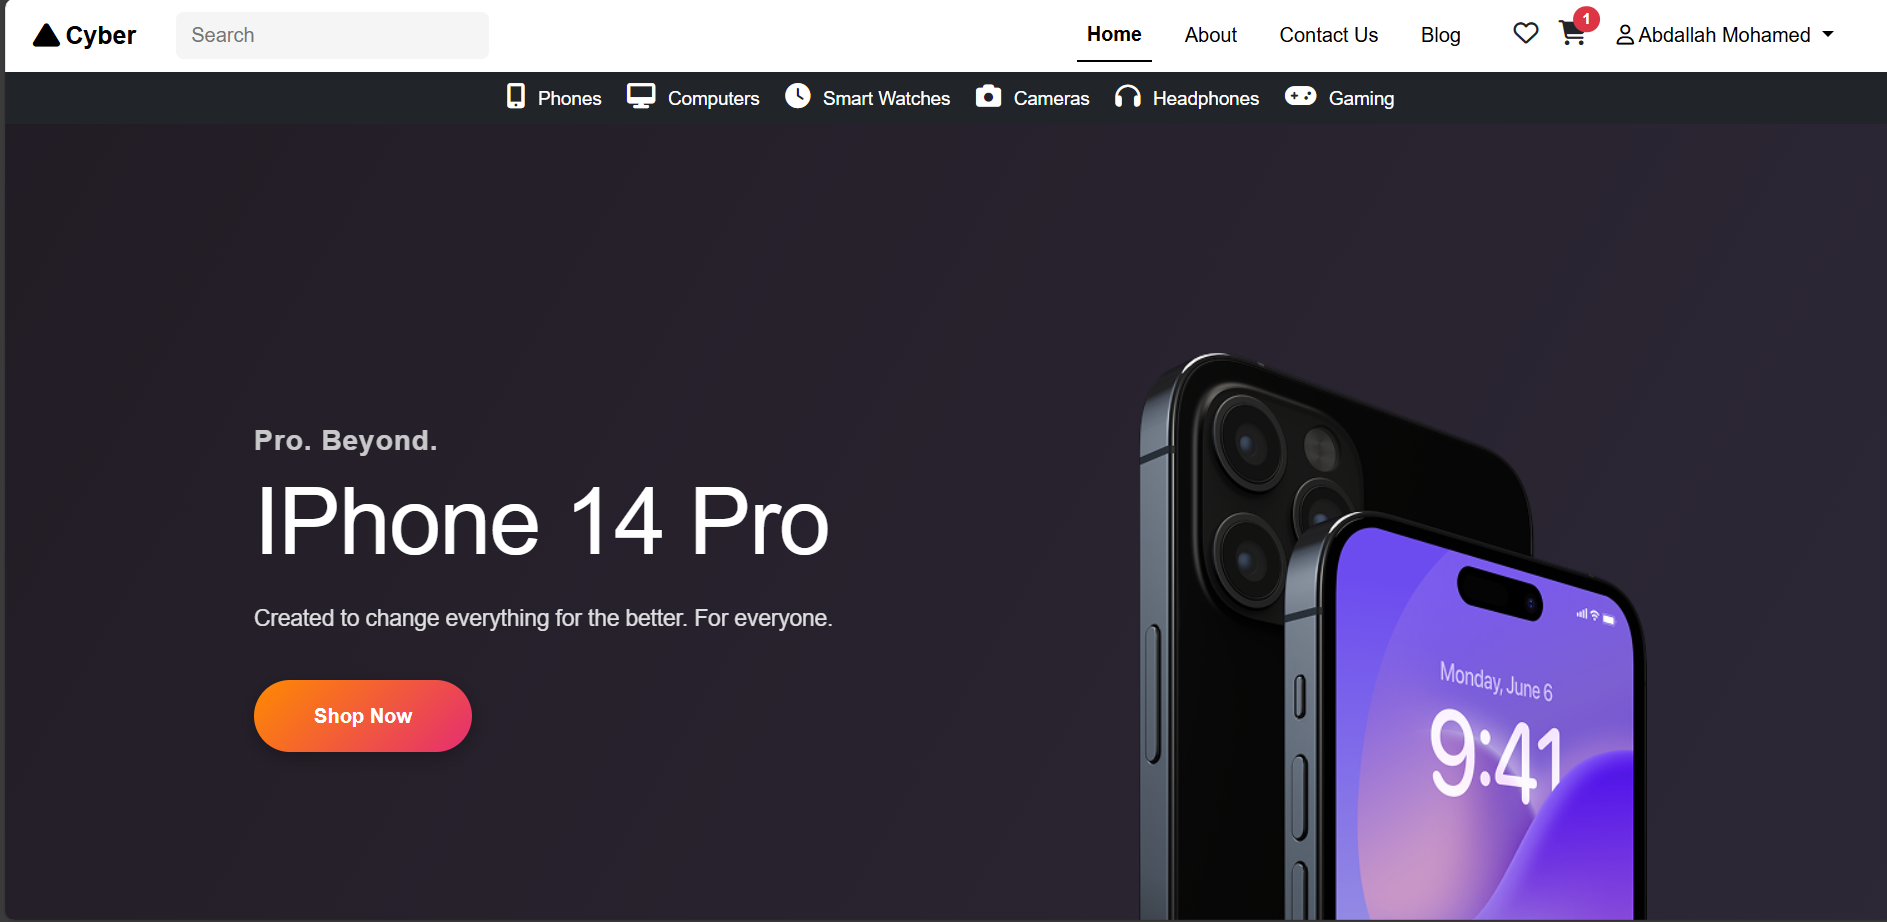 Cyber
Search
Home
About
Contact Us
Blog
1
Abdallah Mohamed
Phones
Computers
Smart Watches
Cameras
Headphones
Gaming
Pro. Beyond.
IPhone 14 Pro
Created to change everything for the better. For everyone.
Shop Now
Monday, June 6
9:41